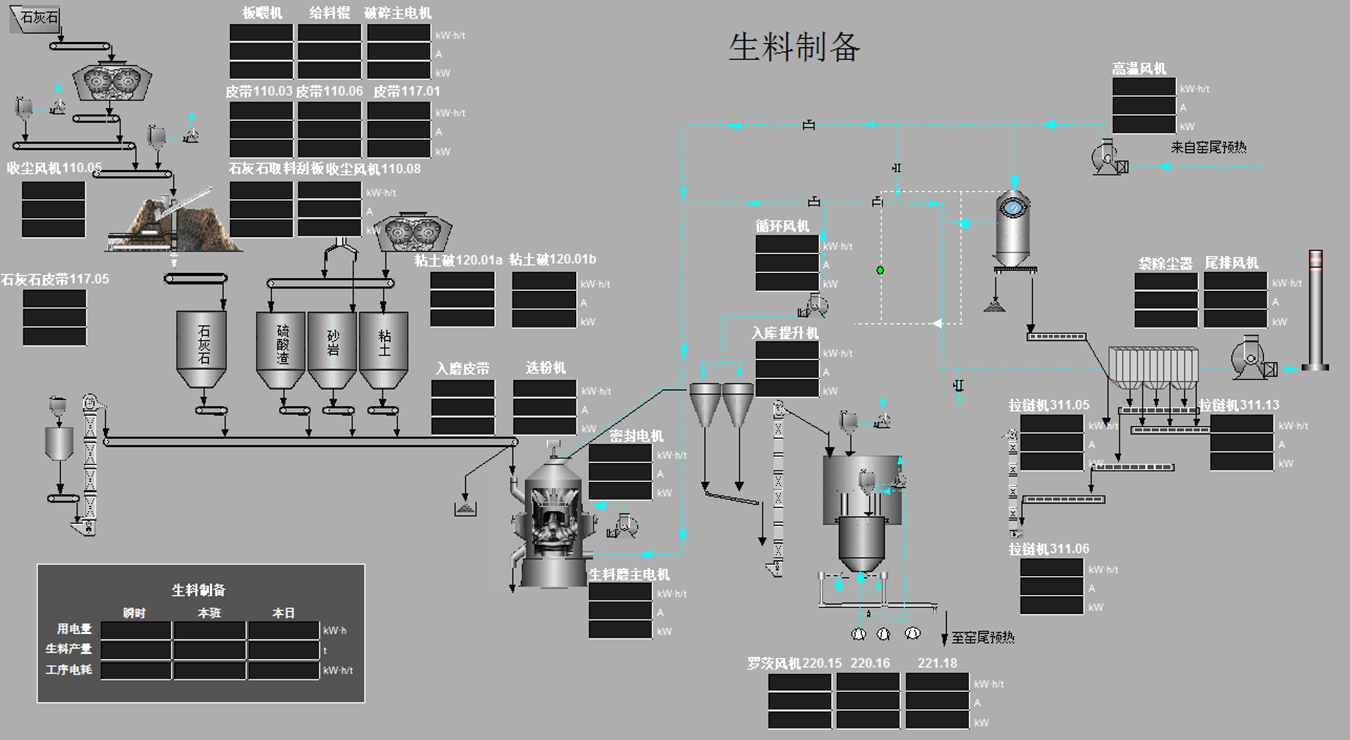 石灰石
板喂机 给料辊 破碎主电机
kW·h/t
A
kW
生料制备
高温风机
kW·h/t
A
kW
来自窑尾预热
皮带110.03 皮带110.06 皮带117.01
kW·h/t
A
kW
收尘风机110.05
石灰石取料刮板 收尘风机110.08
kW·h/t
A
kW
循环风机
kW·h/t
A
kW
石灰石皮带117.05
粘土破120.01a 粘土破120.01b
kW·h/t
A
kW
袋除尘器 尾排风机
kW·h/t
A
kW
石灰石
硫酸渣
砂岩
粘土
入库提升机
kW·h/t
A
kW
入磨皮带 选粉机
kW·h/t
A
kW
拉链机311.05
kW·h/t
A
kW
拉链机311.13
kW·h/t
A
kW
密封电机
kW·h/t
A
kW
拉链机311.06
kW·h/t
A
kW
生料磨主电机
kW·h/t
A
kW
至窑尾预热
生料制备
瞬时 本班 本日
用电量 kW·h
生料产量 t
工序电耗 kW·h/t
罗茨风机220.15 220.16 221.18
kW·h/t
A
kW